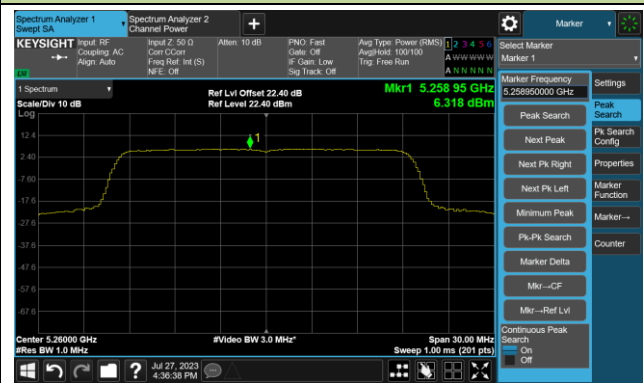 Spectrum Analyzer 1
Swept SA
Spectrum Analyzer 2
Channel Power
+
Marker
KEYSIGHT
Input: RF
Coupling: AC
Align: Auto
Input Z: 50 Ω
Corr CCorr
Freq Ref: Int (S)
NFE: Off
Atten: 10 dB
PNO: Fast
Gate: Off
IF Gain: Low
Sig Track: Off
Avg Type: Power (RMS)
Avg|Hold: 100/100
Trig: Free Run
1 2 3 4 5 6
A W W W W W
A N N N N N
Select Marker
Marker 1
1 Spectrum
Scale/Div 10 dB
Ref Lvl Offset 22.40 dB
Ref Level 22.40 dBm
Mkr1 5.258 95 GHz
6.318 dBm
Log
12.4
2.40
-7.60
-17.6
-27.6
-37.6
-47.6
-57.6
-67.6
1
Center 5.26000 GHz
#Res BW 1.0 MHz
#Video BW 3.0 MHz*
Span 30.00 MHz
Sweep 1.00 ms (201 pts)
Marker Frequency
5.258950000 GHz
Peak Search
Next Peak
Next Pk Right
Next Pk Left
Minimum Peak
Pk-Pk Search
Marker Delta
Mkr→CF
Mkr→Ref Lvl
Continuous Peak
Search
On
Off
Settings
Peak
Search
Pk Search
Config
Properties
Marker
Function
Marker→
Counter
?
Jul 27, 2023
4:36:38 PM